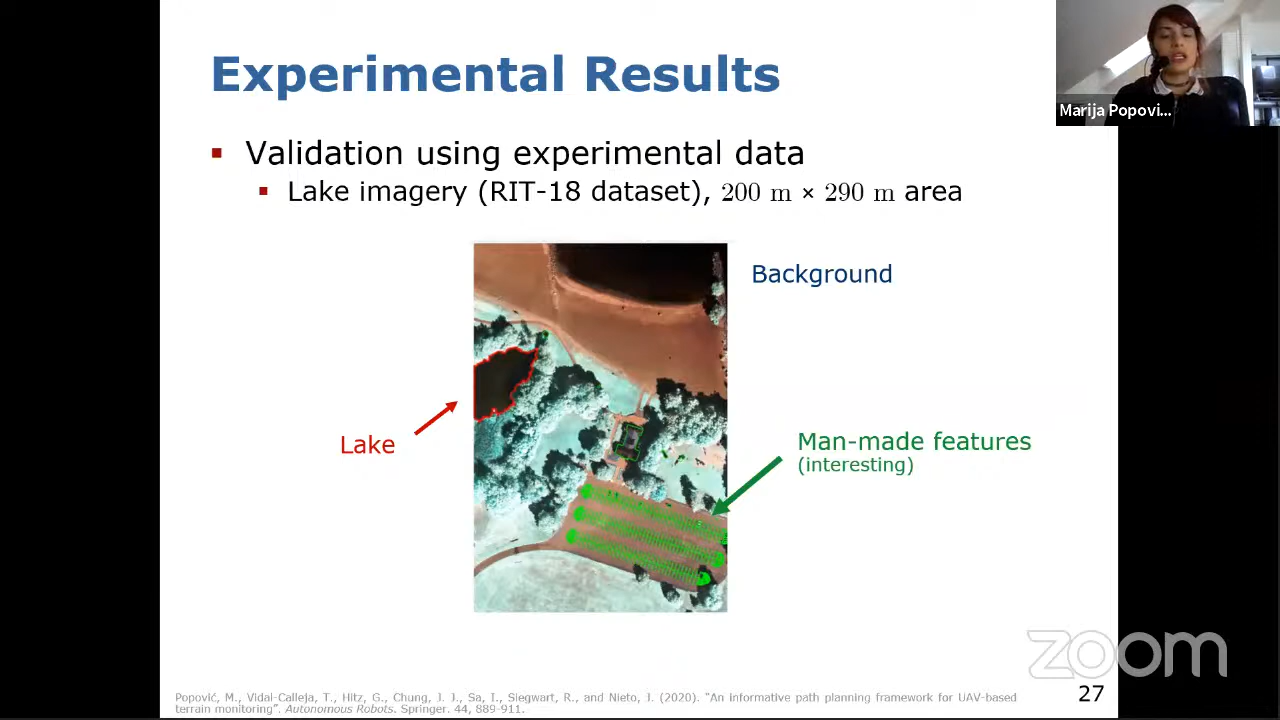 Experimental Results
Marija Popovi...
Validation using experimental data
Lake imagery (RIT-18 dataset), 200 m × 290 m area
Background
Lake
Man-made features
(interesting)
zoom
Popović, M., Vidal-Calleja, T., Hitz, G., Chung, J. J., Sa, I., Siegwart, R., and Nieto, J. (2020). "An informative path planning framework for UAV-based
terrain monitoring". Autonomous Robots. Springer. 44, 889-911.
27